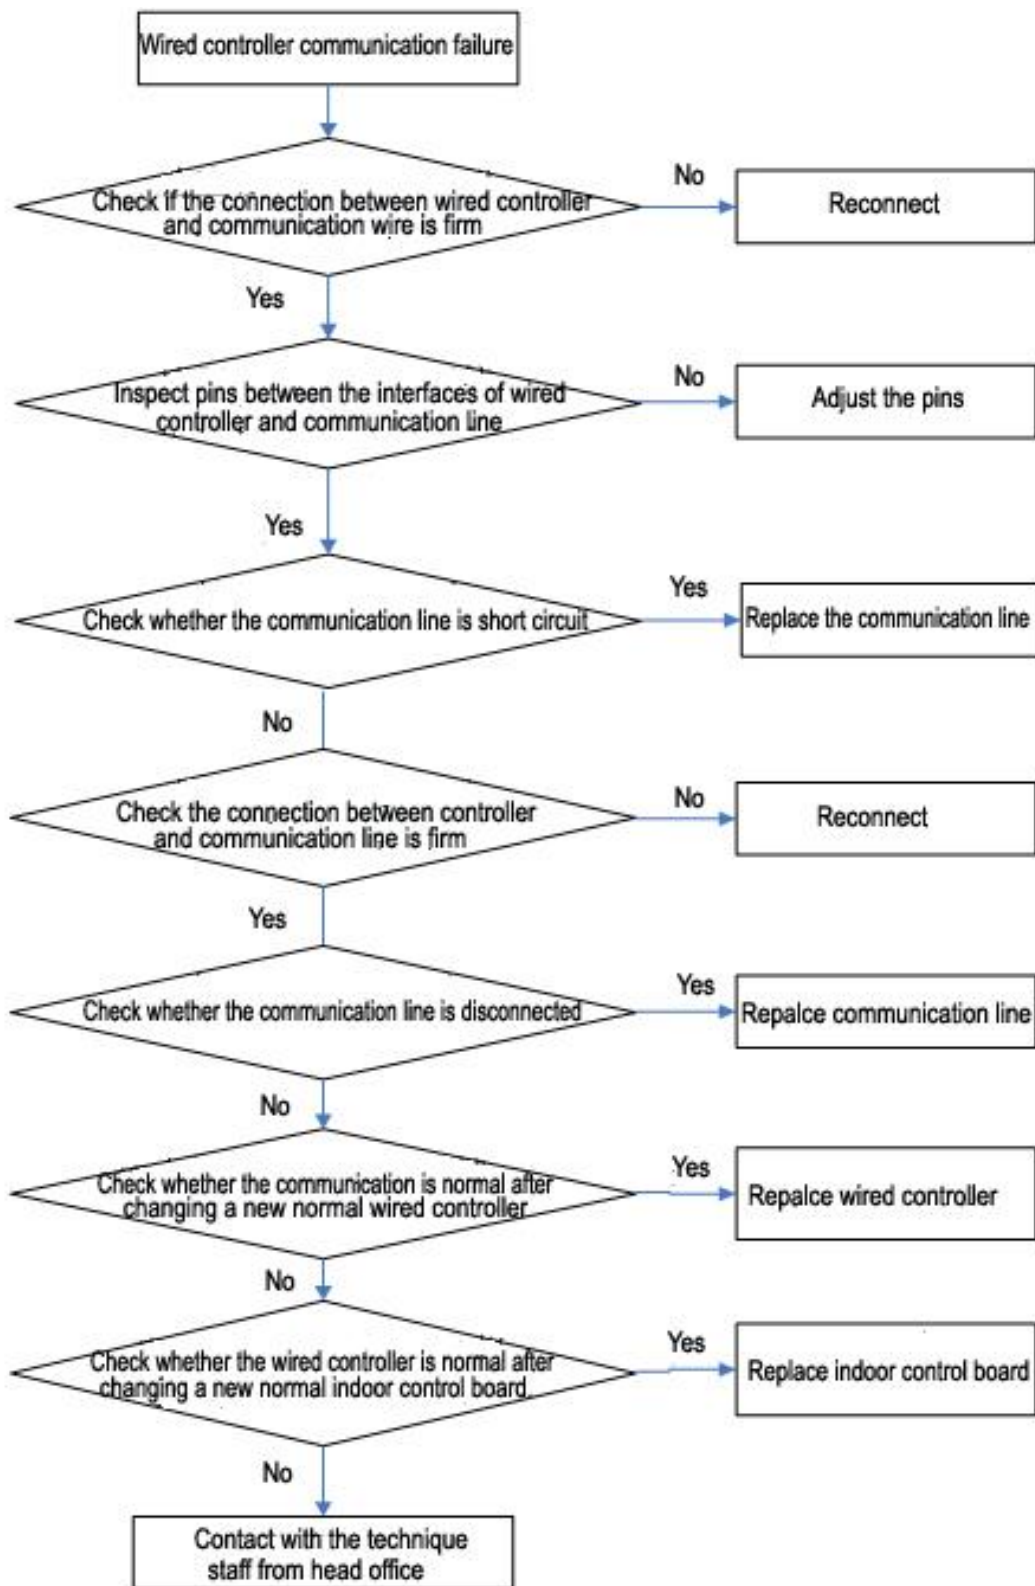 Wired controller communication failure
Check if the connection between wired controller
and communication wire is firm
No
Reconnect
Yes
Inspect pins between the interfaces of wired
controller and communication line
No
Adjust the pins
Yes
Check whether the communication line is short circuit
Yes
Replace the communication line
No
Check the connection between controller
and communication line is firm
No
Reconnect
Yes
Check whether the communication line is disconnected
Yes
Repalce communication line
No
Check whether the communication is normal after
changing a new normal wired controller
Yes
Repalce wired controller
No
Check whether the wired controller is normal after
changing a new normal indoor control board
Yes
Replace indoor control board
No
Contact with the technique
staff from head office